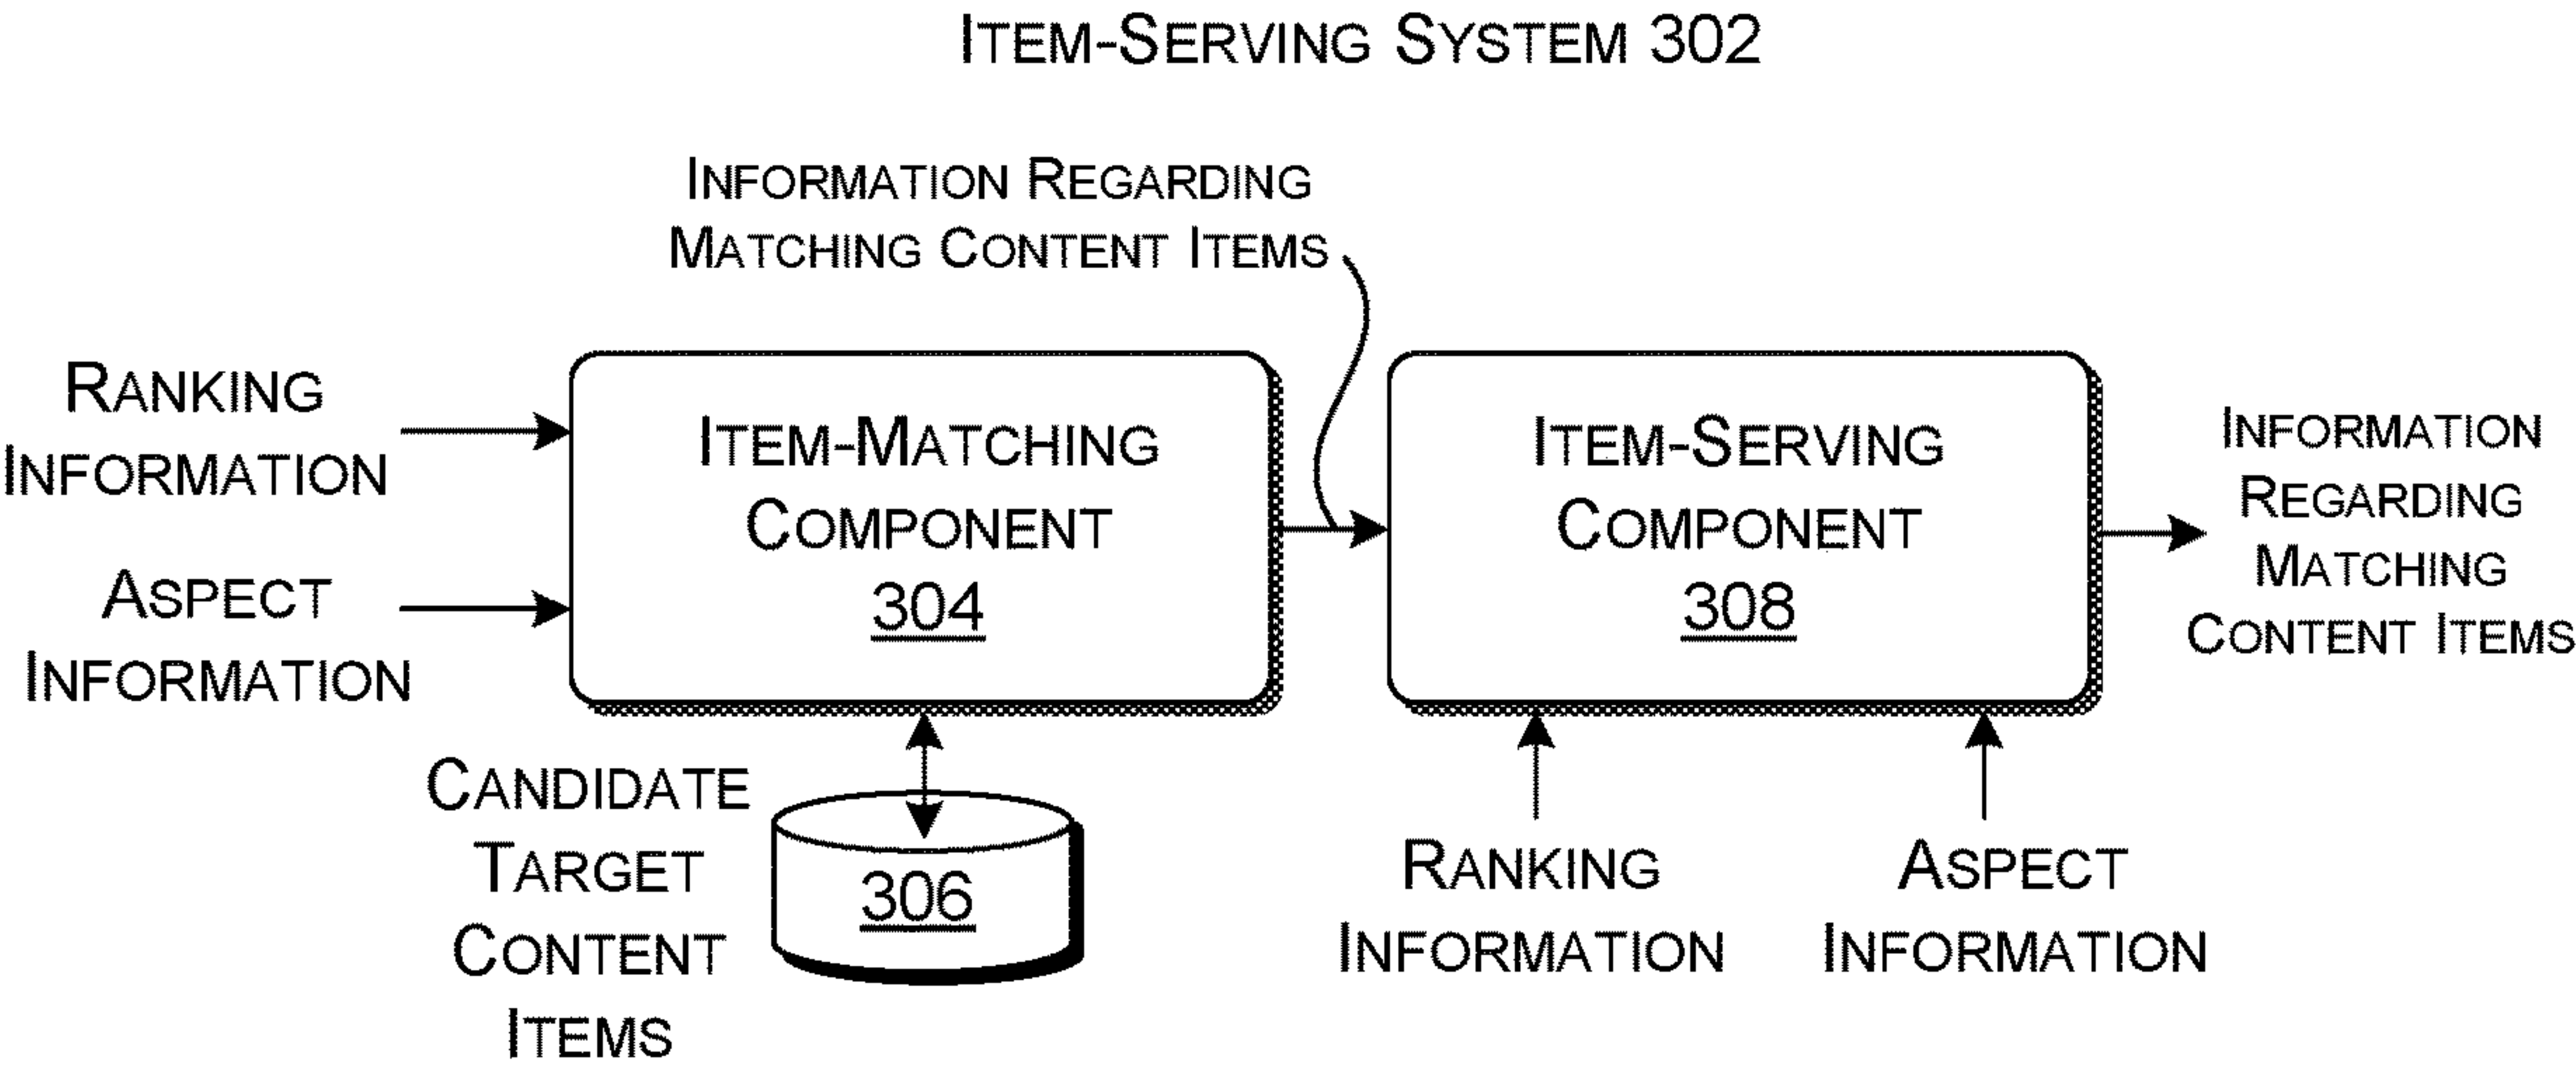 ITEM-SERVING SYSTEM 302
INFORMATION REGARDING
MATCHING CONTENT ITEMS
RANKING
INFORMATION
ASPECT
INFORMATION
ITEM-MATCHING
COMPONENT
304
ITEM-SERVING
COMPONENT
308
INFORMATION
REGARDING
MATCHING
CONTENT ITEMS
CANDIDATE
TARGET
CONTENT
ITEMS
306
RANKING
INFORMATION
ASPECT
INFORMATION